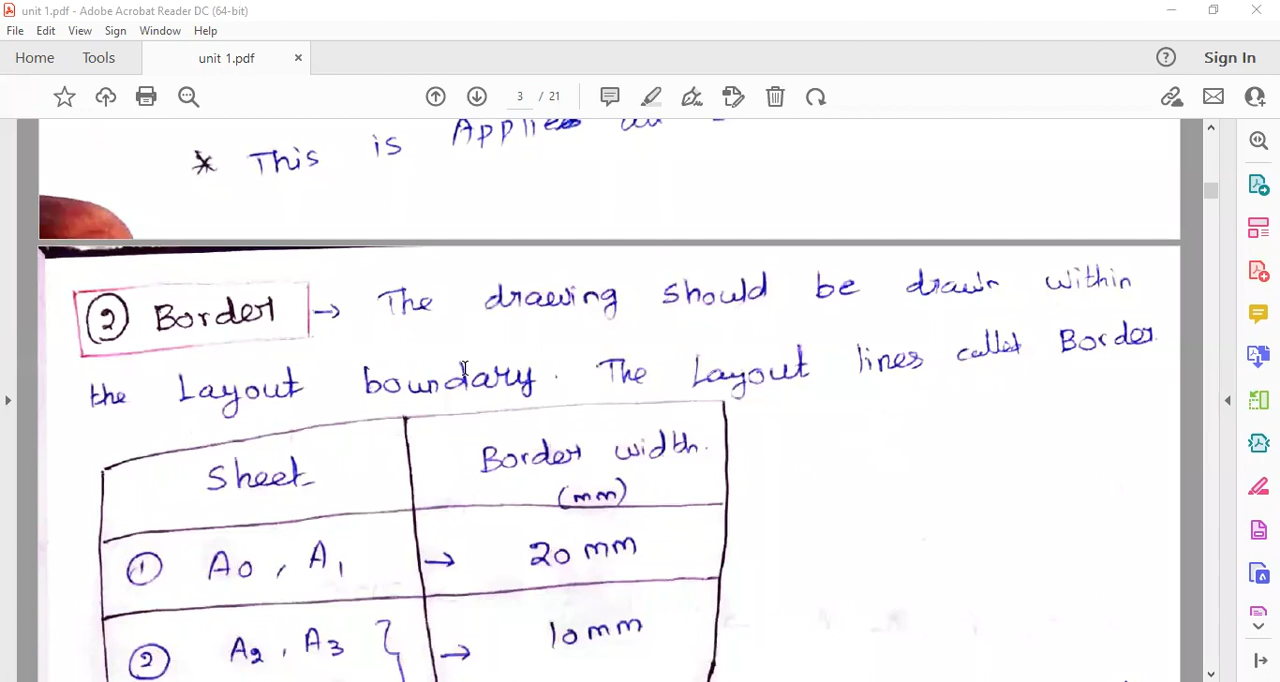 unit 1.pdf - Adobe Acrobat Reader DC (64-bit)
File Edit View Sign Window Help
Home Tools unit 1.pdf × Sign In
3 / 21
* This is Applied
② Border → The drawing should be drawn within
the Layout boundary. The Layout lines called Border
Sheet Border width.
(mm)
① A0, A1 → 20 mm
② A2, A3 } → 10 mm